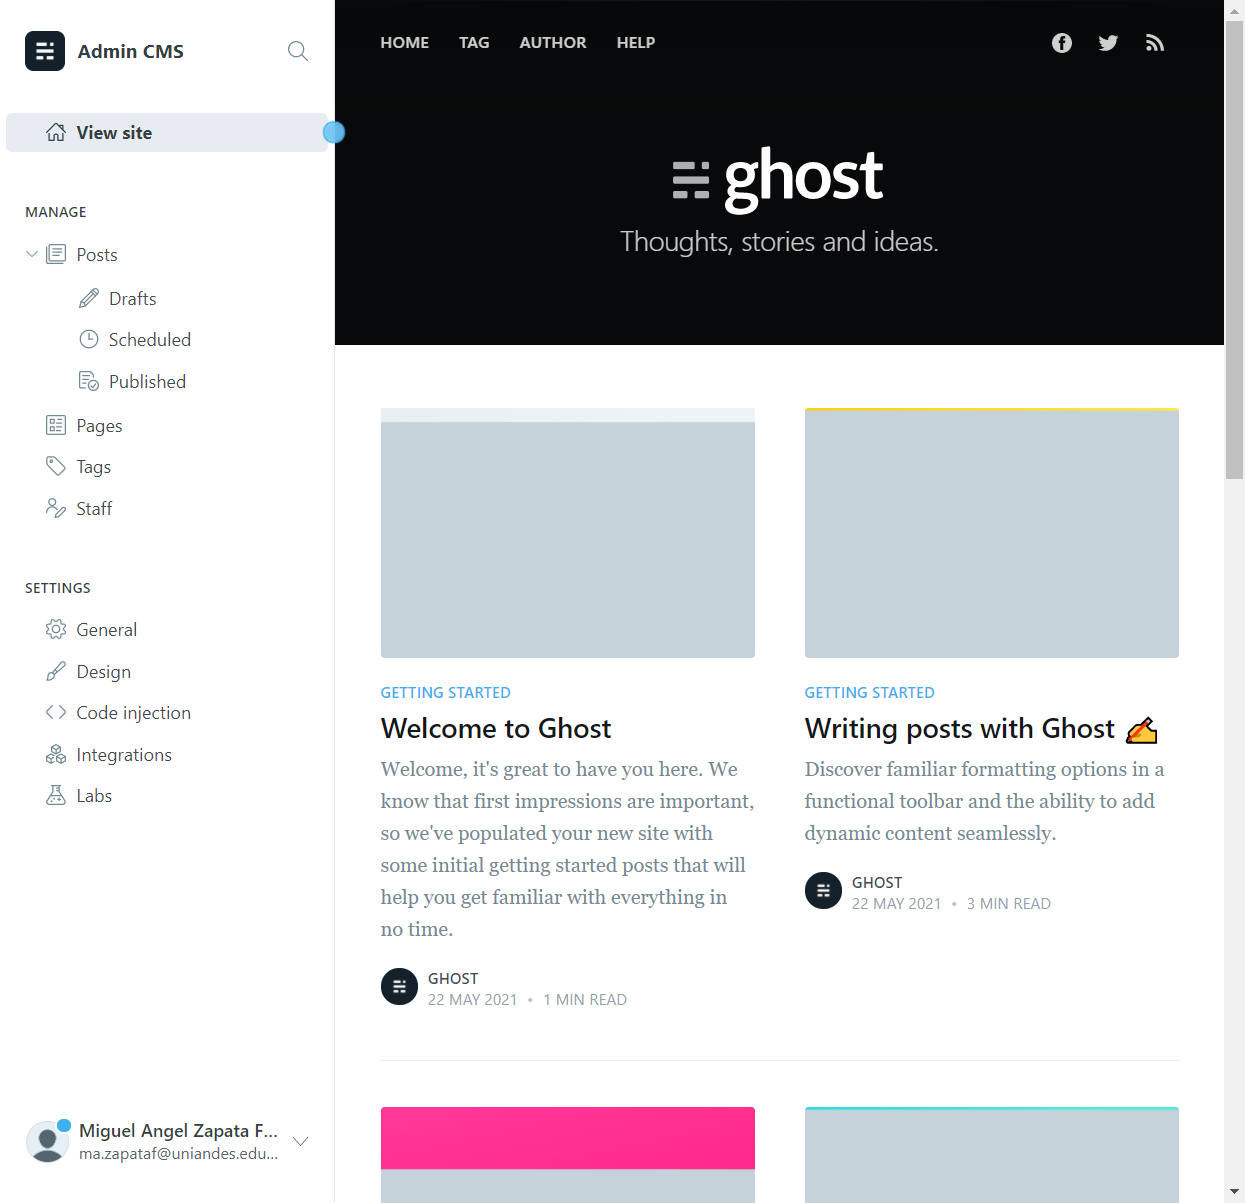 Admin CMS
View site
MANAGE
Posts
Drafts
Scheduled
Published
Pages
Tags
Staff
SETTINGS
General
Design
Code injection
Integrations
Labs
Miguel Angel Zapata F...
ma.zapataf@uniandes.edu...
HOME TAG AUTHOR HELP
ghost
Thoughts, stories and ideas.
GETTING STARTED
Welcome to Ghost
Welcome, it's great to have you here. We
know that first impressions are important,
so we've populated your new site with
some initial getting started posts that will
help you get familiar with everything in
no time.
GHOST
22 MAY 2021 • 1 MIN READ
GETTING STARTED
Writing posts with Ghost ✍️
Discover familiar formatting options in a
functional toolbar and the ability to add
dynamic content seamlessly.
GHOST
22 MAY 2021 • 3 MIN READ